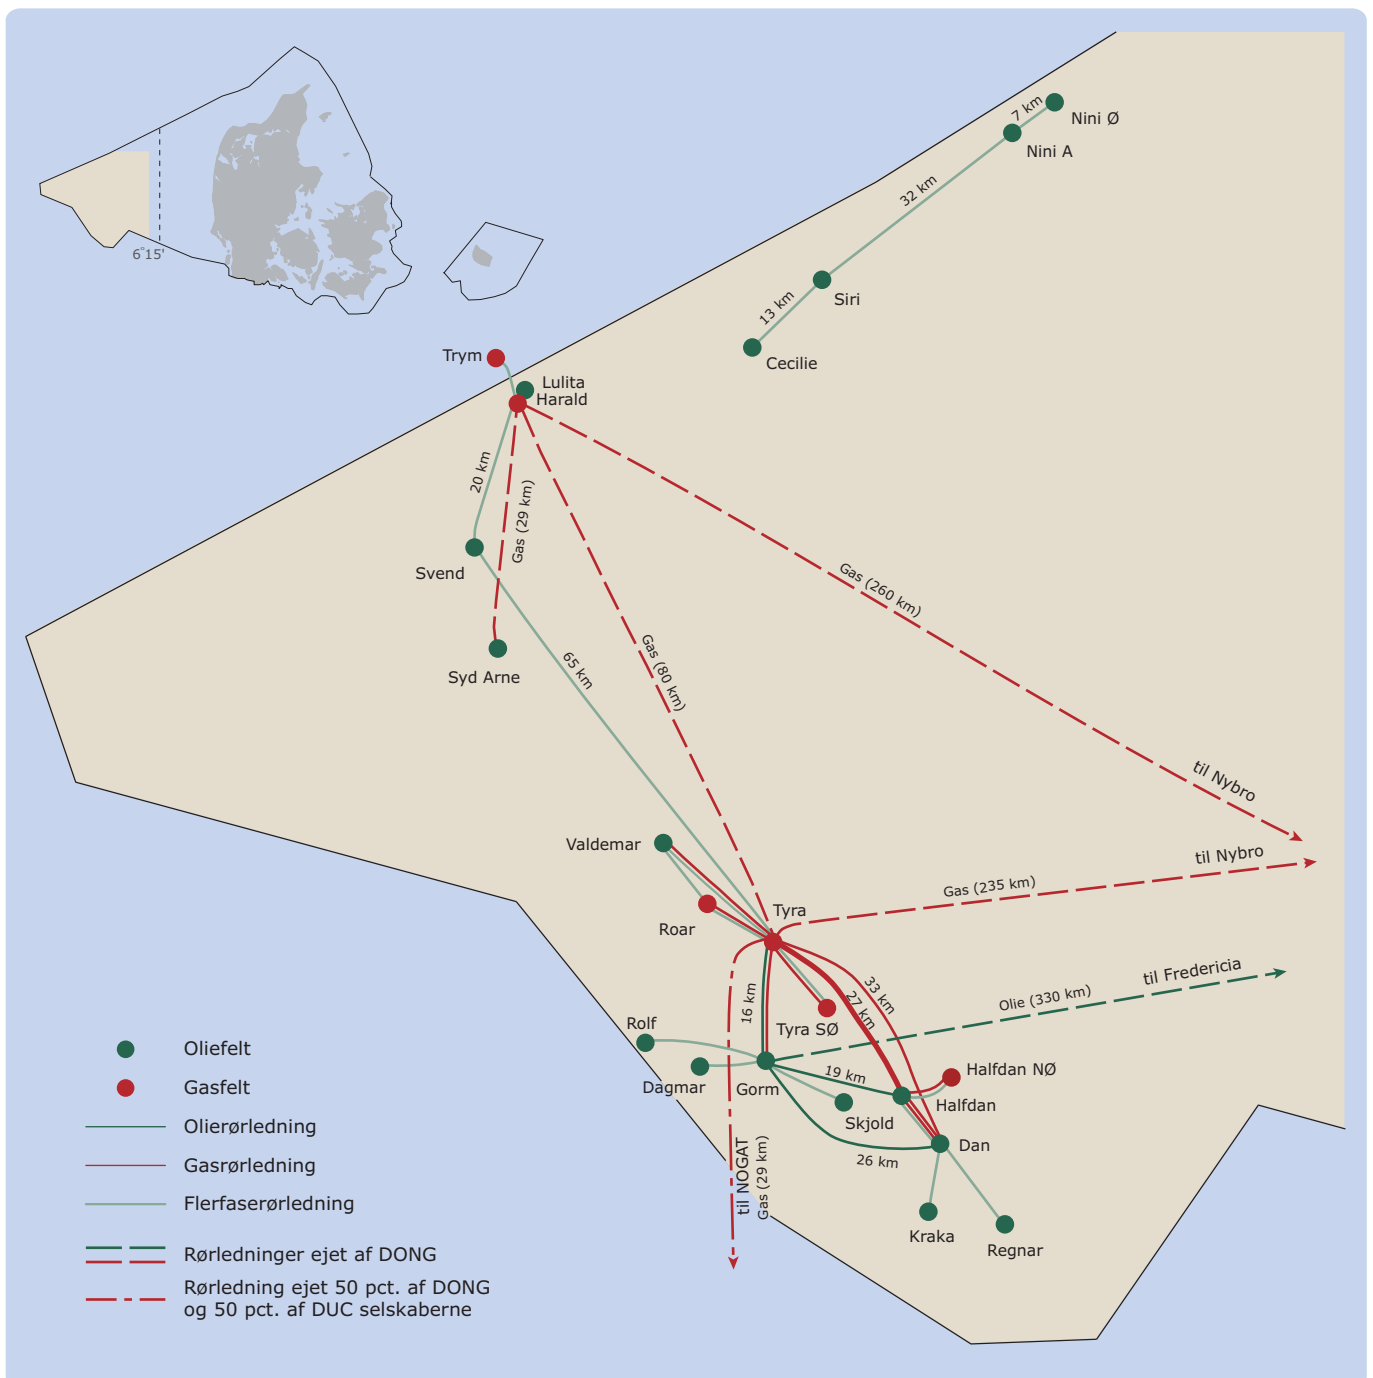 6°15'
7 km
Nini Ø
Nini A
32 km
Siri
13 km
Cecilie
Trym
Lulita
Harald
20 km
Gas (29 km)
Svend
Syd Arne
65 km
Gas (80 km)
Gas (260 km)
til Nybro
Valdemar
til Nybro
Gas (235 km)
Tyra
Roar
til Fredericia
Olie (330 km)
33 km
27 km
16 km
Tyra SØ
Rolf
Dagmar
Gorm
19 km
Halfdan NØ
Halfdan
Skjold
Dan
26 km
til NOGAT
Gas (29 km)
Kraka
Regnar
Oliefelt
Gasfelt
Olierørledning
Gasrørledning
Flerfaserørledning
Rørledninger ejet af DONG
Rørledning ejet 50 pct. af DONG
og 50 pct. af DUC selskaberne